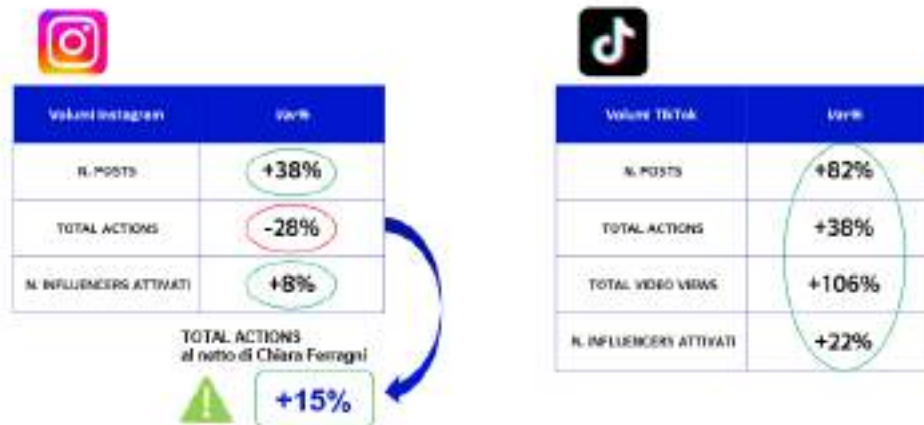 Volumi Instagram Var%
N. POSTS +38%
TOTAL ACTIONS -28%
N. INFLUENCERS ATTIVATI +8%
TOTAL ACTIONS
al netto di Chiara Ferragni
+15%
Volumi TikTok Var%
N. POSTS +82%
TOTAL ACTIONS +38%
TOTAL VIDEO VIEWS +106%
N. INFLUENCERS ATTIVATI +22%